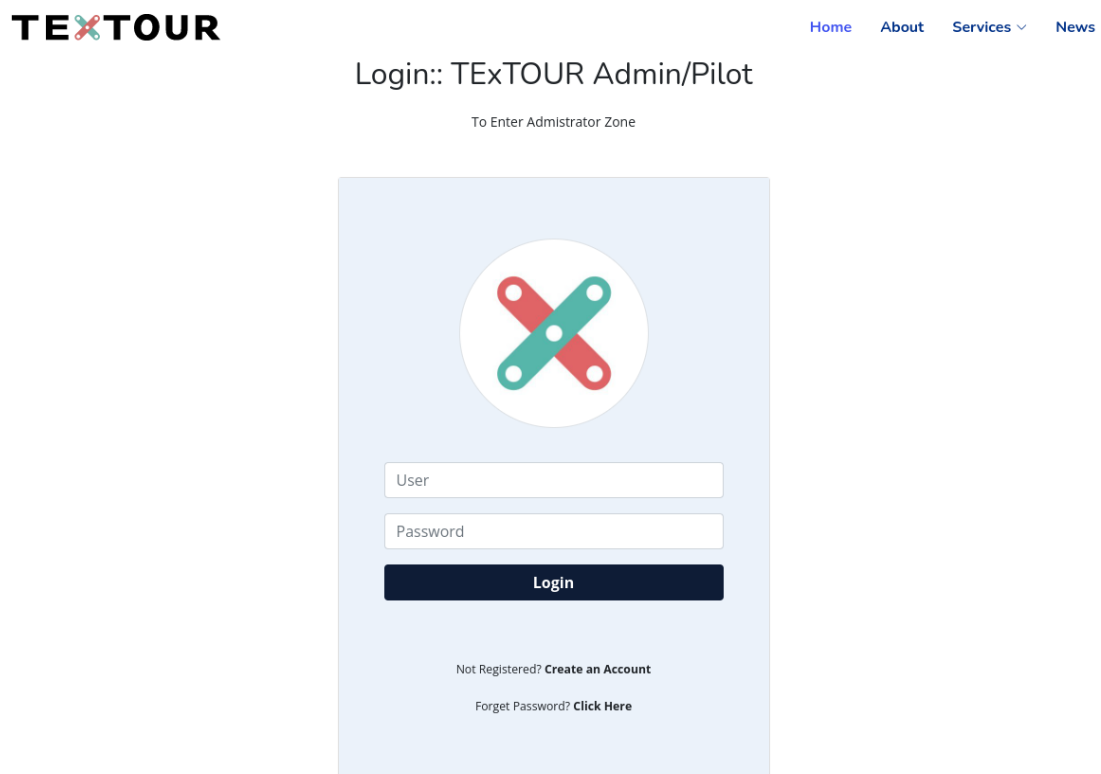 TEXTOUR
Home About Services News
Login:: TExTOUR Admin/Pilot
To Enter Admistrator Zone
User
Password
Login
Not Registered? Create an Account
Forget Password? Click Here